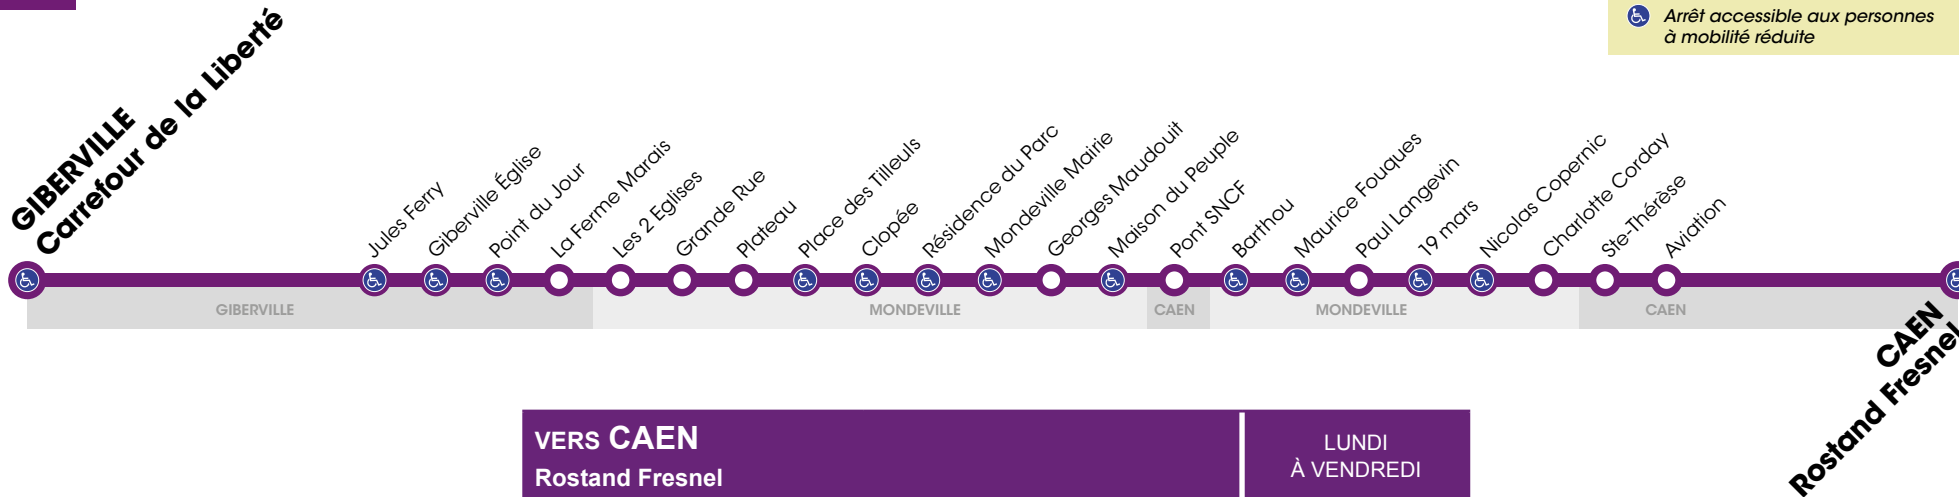 Arrêt accessible aux personnes
à mobilité réduite
GIBERVILLE
Carrefour de la Liberté
Jules Ferry
Giberville Église
Point du Jour
La Ferme Marais
Les 2 Eglises
Grande Rue
Plateau
Place des Tilleuls
Clopée
Résidence du Parc
Mondeville Mairie
Georges Maudouit
Maison du Peuple
Pont SNCF
Barthou
Maurice Fouques
Paul Langevin
19 mars
Nicolas Copernic
Charlotte Corday
Ste-Thérèse
Aviation
CAEN
Rostand Fresnel
GIBERVILLE
MONDEVILLE
CAEN
MONDEVILLE
CAEN
VERS CAEN
Rostand Fresnel
LUNDI
À VENDREDI